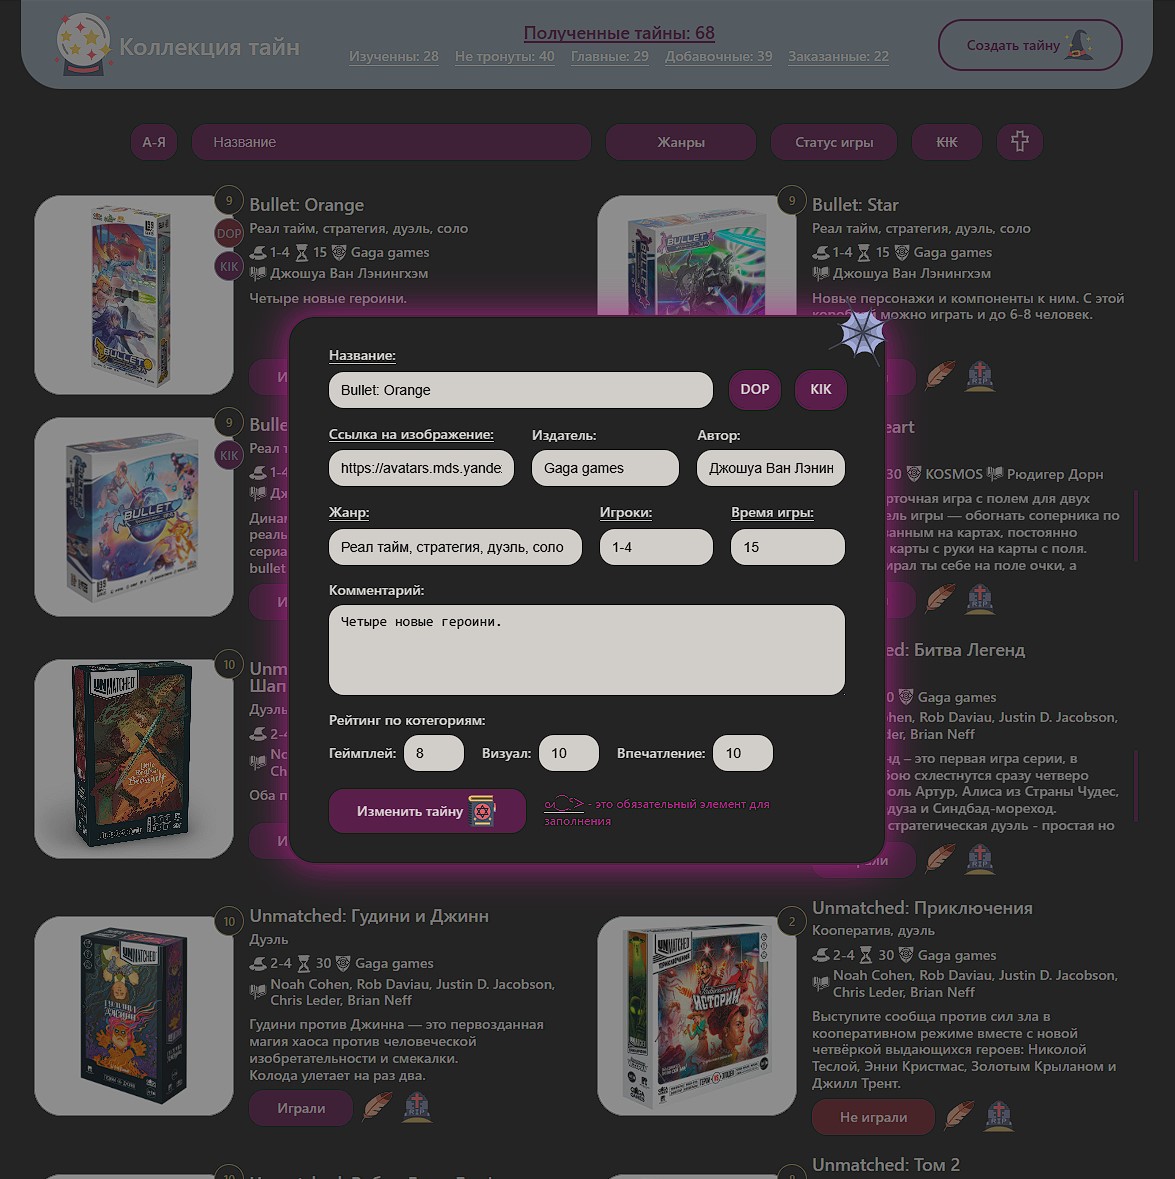 Коллекция тайн
Полученные тайны: 68
Изученны: 28 Не тронуты: 40 Главные: 29 Добавочные: 39 Заказанные: 22
Создать тайну
А-Я
Название
Жанры
Статус игры
KIK
9
DOP
KIK
Bullet: Orange
Реал тайм, стратегия, дуэль, соло
1-4 15 Gaga games
Джошуа Ван Лэнингхэм
Четыре новые героини.
9
Bullet: Star
Реал тайм, стратегия, дуэль, соло
1-4 15 Gaga games
Джошуа Ван Лэнингхэм
Новые персонажи и компоненты к ним. С этой
можно играть и до 6-8 человек.
BULLET
BULLET
Название:
Bullet: Orange
DOP
KIK
Ссылка на изображение:
Издатель:
Автор:
https://avatars.mds.yande
Gaga games
Джошуа Ван Лэнин
Жанр:
Игроки:
Время игры:
Реал тайм, стратегия, дуэль, соло
1-4
15
Комментарий:
Четыре новые героини.
Рейтинг по котегориям:
Геймплей: 8
Визуал: 10
Впечатление: 10
Изменить тайну
- это обязательный элемент для
заполнения
9
KIK
Bulle
Реал т
1-4
Дж
Динам
реаль
сериа
bullet
BULLET
eart
30 KOSMOS Рюдигер Дорн
рточная игра с полем для двух
ель игры — обогнать соперника по
занным на картах, постоянно
карты с руки на карты с поля.
ирал ты себе на поле очки, а
10
Unm
Шап
Дуэль
2-4
No
Ch
Оба п
UNMATCHED
ed: Битва Легенд
0 Gaga games
ohen, Rob Daviau, Justin D. Jacobson,
der, Brian Neff
нд – это первая игра серии, в
бою схлестнутся сразу четверо
роль Артур, Алиса из Страны Чудес,
дуза и Синдбад-мореход.
стратегическая дуэль - простая но
рали
10
Unmatched: Гудини и Джинн
Дуэль
2-4 30 Gaga games
Noah Cohen, Rob Daviau, Justin D. Jacobson,
Chris Leder, Brian Neff
Гудини против Джинна — это первозданная
магия хаоса против человеческой
изобретательности и смекалки.
Колода улетает на раз два.
Играли
UNMATCHED
2
Unmatched: Приключения
Кооператив, дуэль
2-4 30 Gaga games
Noah Cohen, Rob Daviau, Justin D. Jacobson,
Chris Leder, Brian Neff
Выступите сообща против сил зла в
кооперативном режиме вместе с новой
четвёркой выдающихся героев: Николой
Теслой, Энни Кристмас, Золотым Крыланом и
Джилл Трент.
Не играли
UNMATCHED
ПРИКЛЮЧЕНИЯ
ИСТОРИИ
Unmatched: Том 2